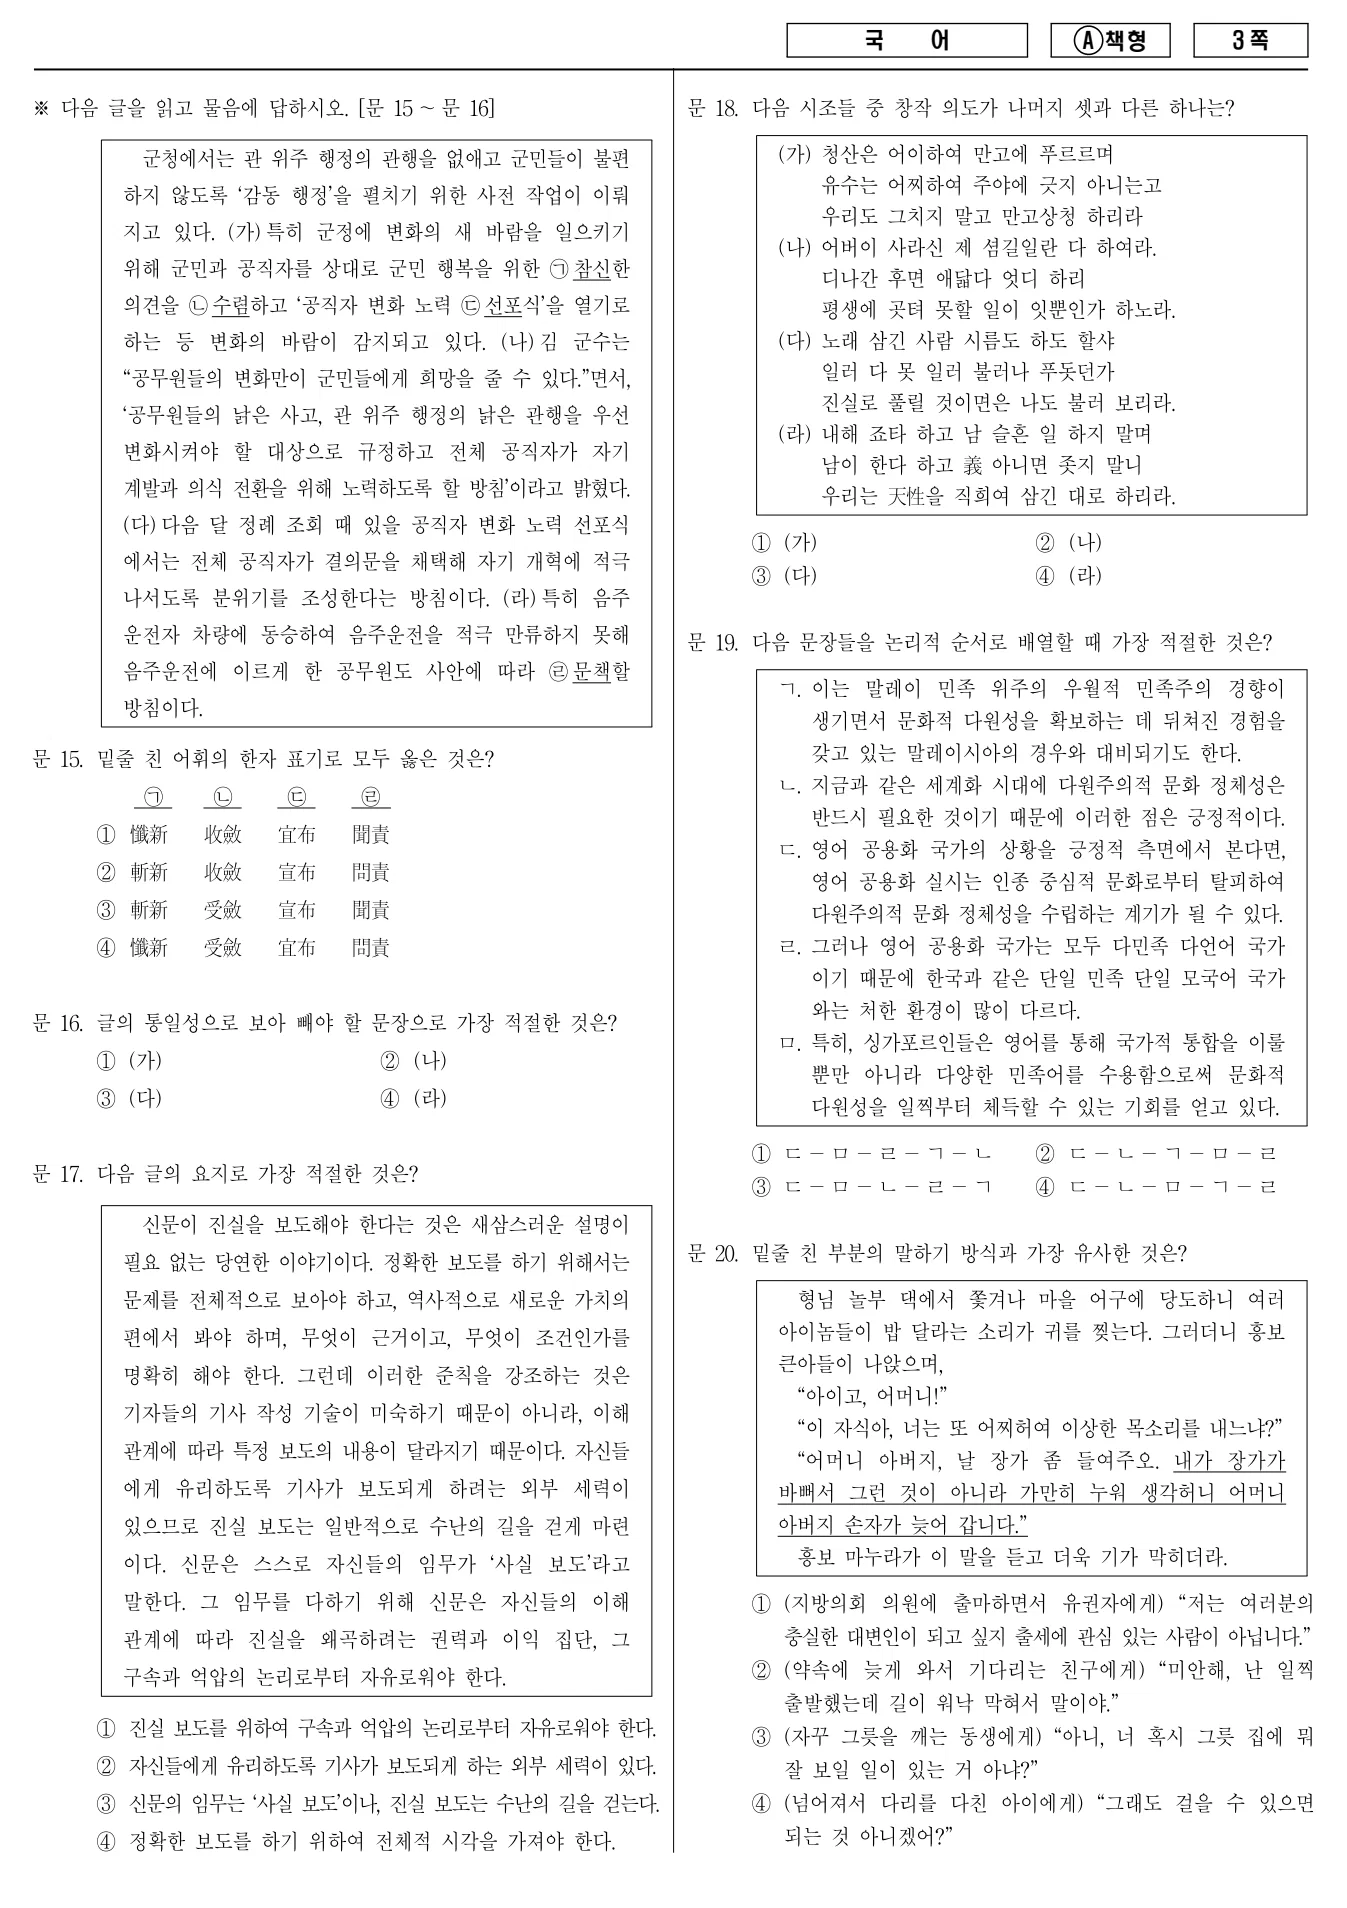 국 어
Ⓐ책형
3쪽
※ 다음 글을 읽고 물음에 답하시오. [문 15 ~ 문 16]
군청에서는 관 위주 행정의 관행을 없애고 군민들이 불편
하지 않도록 ‘감동 행정’을 펼치기 위한 사전 작업이 이뤄
지고 있다. (가) 특히 군정에 변화의 새 바람을 일으키기
위해 군민과 공직자를 상대로 군민 행복을 위한 ㉠참신한
의견을 ㉡수렴하고 ‘공직자 변화 노력 ㉢선포식’을 열기로
하는 등 변화의 바람이 감지되고 있다. (나) 김 군수는
“공무원들의 변화만이 군민들에게 희망을 줄 수 있다.”면서,
‘공무원들의 낡은 사고, 관 위주 행정의 낡은 관행을 우선
변화시켜야 할 대상으로 규정하고 전체 공직자가 자기
계발과 의식 전환을 위해 노력하도록 할 방침’이라고 밝혔다.
(다) 다음 달 정례 조회 때 있을 공직자 변화 노력 선포식
에서는 전체 공직자가 결의문을 채택해 자기 개혁에 적극
나서도록 분위기를 조성한다는 방침이다. (라) 특히 음주
운전자 차량에 동승하여 음주운전을 적극 만류하지 못해
음주운전에 이르게 한 공무원도 사안에 따라 ㉣문책할
방침이다.
문 15. 밑줄 친 어휘의 한자 표기로 모두 옳은 것은?
㉠ ㉡ ㉢ ㉣
① 懺新 收斂 宜布 聞責
② 斬新 收斂 宣布 問責
③ 斬新 受斂 宣布 聞責
④ 懺新 受斂 宜布 問責
문 16. 글의 통일성으로 보아 빼야 할 문장으로 가장 적절한 것은?
① (가) ② (나)
③ (다) ④ (라)
문 17. 다음 글의 요지로 가장 적절한 것은?
신문이 진실을 보도해야 한다는 것은 새삼스러운 설명이
필요 없는 당연한 이야기이다. 정확한 보도를 하기 위해서는
문제를 전체적으로 보아야 하고, 역사적으로 새로운 가치의
편에서 봐야 하며, 무엇이 근거이고, 무엇이 조건인가를
명확히 해야 한다. 그런데 이러한 준칙을 강조하는 것은
기자들의 기사 작성 기술이 미숙하기 때문이 아니라, 이해
관계에 따라 특정 보도의 내용이 달라지기 때문이다. 자신들
에게 유리하도록 기사가 보도되게 하려는 외부 세력이
있으므로 진실 보도는 일반적으로 수난의 길을 걷게 마련
이다. 신문은 스스로 자신들의 임무가 ‘사실 보도’라고
말한다. 그 임무를 다하기 위해 신문은 자신들의 이해
관계에 따라 진실을 왜곡하려는 권력과 이익 집단, 그
구속과 억압의 논리로부터 자유로워야 한다.
① 진실 보도를 위하여 구속과 억압의 논리로부터 자유로워야 한다.
② 자신들에게 유리하도록 기사가 보도되게 하는 외부 세력이 있다.
③ 신문의 임무는 ‘사실 보도’이나, 진실 보도는 수난의 길을 걷는다.
④ 정확한 보도를 하기 위하여 전체적 시각을 가져야 한다.
문 18. 다음 시조들 중 창작 의도가 나머지 셋과 다른 하나는?
(가) 청산은 어이하여 만고에 푸르르며
유수는 어찌하여 주야에 긋지 아니는고
우리도 그치지 말고 만고상청 하리라
(나) 어버이 사라신 제 셤길일란 다 하여라.
디나간 후면 애닯다 엇디 하리
평생에 곳텨 못할 일이 잇뿐인가 하노라.
(다) 노래 삼긴 사람 시름도 하도 할샤
일러 다 못 일러 불러나 푸돗던가
진실로 풀릴 것이면은 나도 불러 보리라.
(라) 내해 죠타 하고 남 슬흔 일 하지 말며
남이 한다 하고 義 아니면 좃지 말니
우리는 天性을 직희여 삼긴 대로 하리라.
① (가) ② (나)
③ (다) ④ (라)
문 19. 다음 문장들을 논리적 순서로 배열할 때 가장 적절한 것은?
ㄱ. 이는 말레이 민족 위주의 우월적 민족주의 경향이
생기면서 문화적 다원성을 확보하는 데 뒤쳐진 경험을
갖고 있는 말레이시아의 경우와 대비되기도 한다.
ㄴ. 지금과 같은 세계화 시대에 다원주의적 문화 정체성은
반드시 필요한 것이기 때문에 이러한 점은 긍정적이다.
ㄷ. 영어 공용화 국가의 상황을 긍정적 측면에서 본다면,
영어 공용화 실시는 인종 중심적 문화로부터 탈피하여
다원주의적 문화 정체성을 수립하는 계기가 될 수 있다.
ㄹ. 그러나 영어 공용화 국가는 모두 다민족 다언어 국가
이기 때문에 한국과 같은 단일 민족 단일 모국어 국가
와는 처한 환경이 많이 다르다.
ㅁ. 특히, 싱가포르인들은 영어를 통해 국가적 통합을 이룰
뿐만 아니라 다양한 민족어를 수용함으로써 문화적
다원성을 일찍부터 체득할 수 있는 기회를 얻고 있다.
① ㄷ－ㅁ－ㄹ－ㄱ－ㄴ ② ㄷ－ㄴ－ㄱ－ㅁ－ㄹ
③ ㄷ－ㅁ－ㄴ－ㄹ－ㄱ ④ ㄷ－ㄴ－ㅁ－ㄱ－ㄹ
문 20. 밑줄 친 부분의 말하기 방식과 가장 유사한 것은?
형님 놀부 댁에서 쫓겨나 마을 어구에 당도하니 여러
아이놈들이 밥 달라는 소리가 귀를 찢는다. 그러더니 흥보
큰아들이 나앉으며,
“아이고, 어머니!”
“이 자식아, 너는 또 어찌허여 이상한 목소리를 내느냐?”
“어머니 아버지, 날 장가 좀 들여주오. 내가 장가가
바뻐서 그런 것이 아니라 가만히 누워 생각허니 어머니
아버지 손자가 늦어 갑니다.”
흥보 마누라가 이 말을 듣고 더욱 기가 막히더라.
① (지방의회 의원에 출마하면서 유권자에게) “저는 여러분의
충실한 대변인이 되고 싶지 출세에 관심 있는 사람이 아닙니다.”
② (약속에 늦게 와서 기다리는 친구에게) “미안해, 난 일찍
출발했는데 길이 워낙 막혀서 말이야.”
③ (자꾸 그릇을 깨는 동생에게) “아니, 너 혹시 그릇 집에 뭐
잘 보일 일이 있는 거 아냐?”
④ (넘어져서 다리를 다친 아이에게) “그래도 걸을 수 있으면
되는 것 아니겠어?”